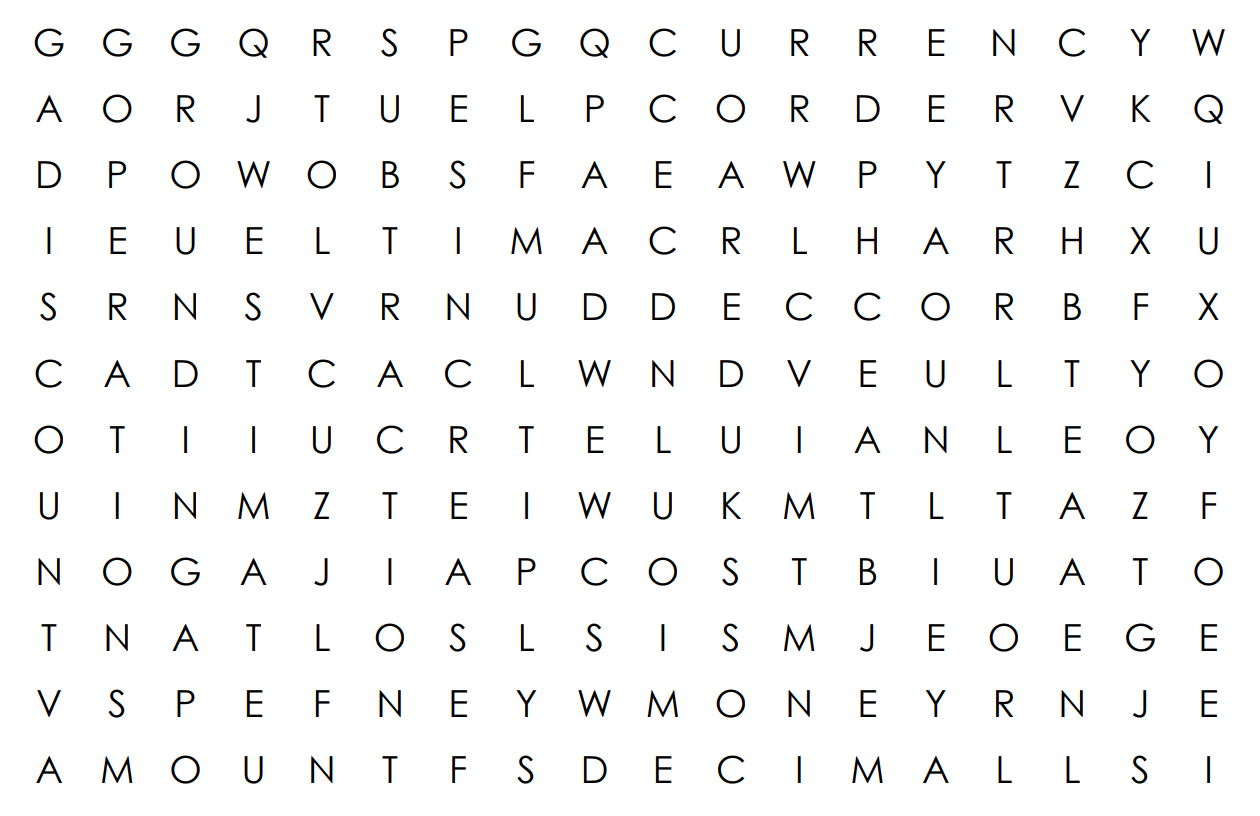 G G G Q R S P G Q C U R R E N C Y W
A O R J T U E L P C O R D E R V K Q
D P O W O B S F A E A W P Y T Z C I
I E U E L T I M A C R L H A R H X U
S R N S V R N U D D E C C O R B F X
C A D T C A C L W N D V E U L T Y O
O T I I U C R T E L U I A N L E O Y
U I N M Z T E I W U K M T L T A Z F
N O G A J I A P C O S T B I U A T O
T N A T L O S L S I S M J E O E G E
V S P E F N E Y W M O N E Y R N J E
A M O U N T F S D E C I M A L L S I